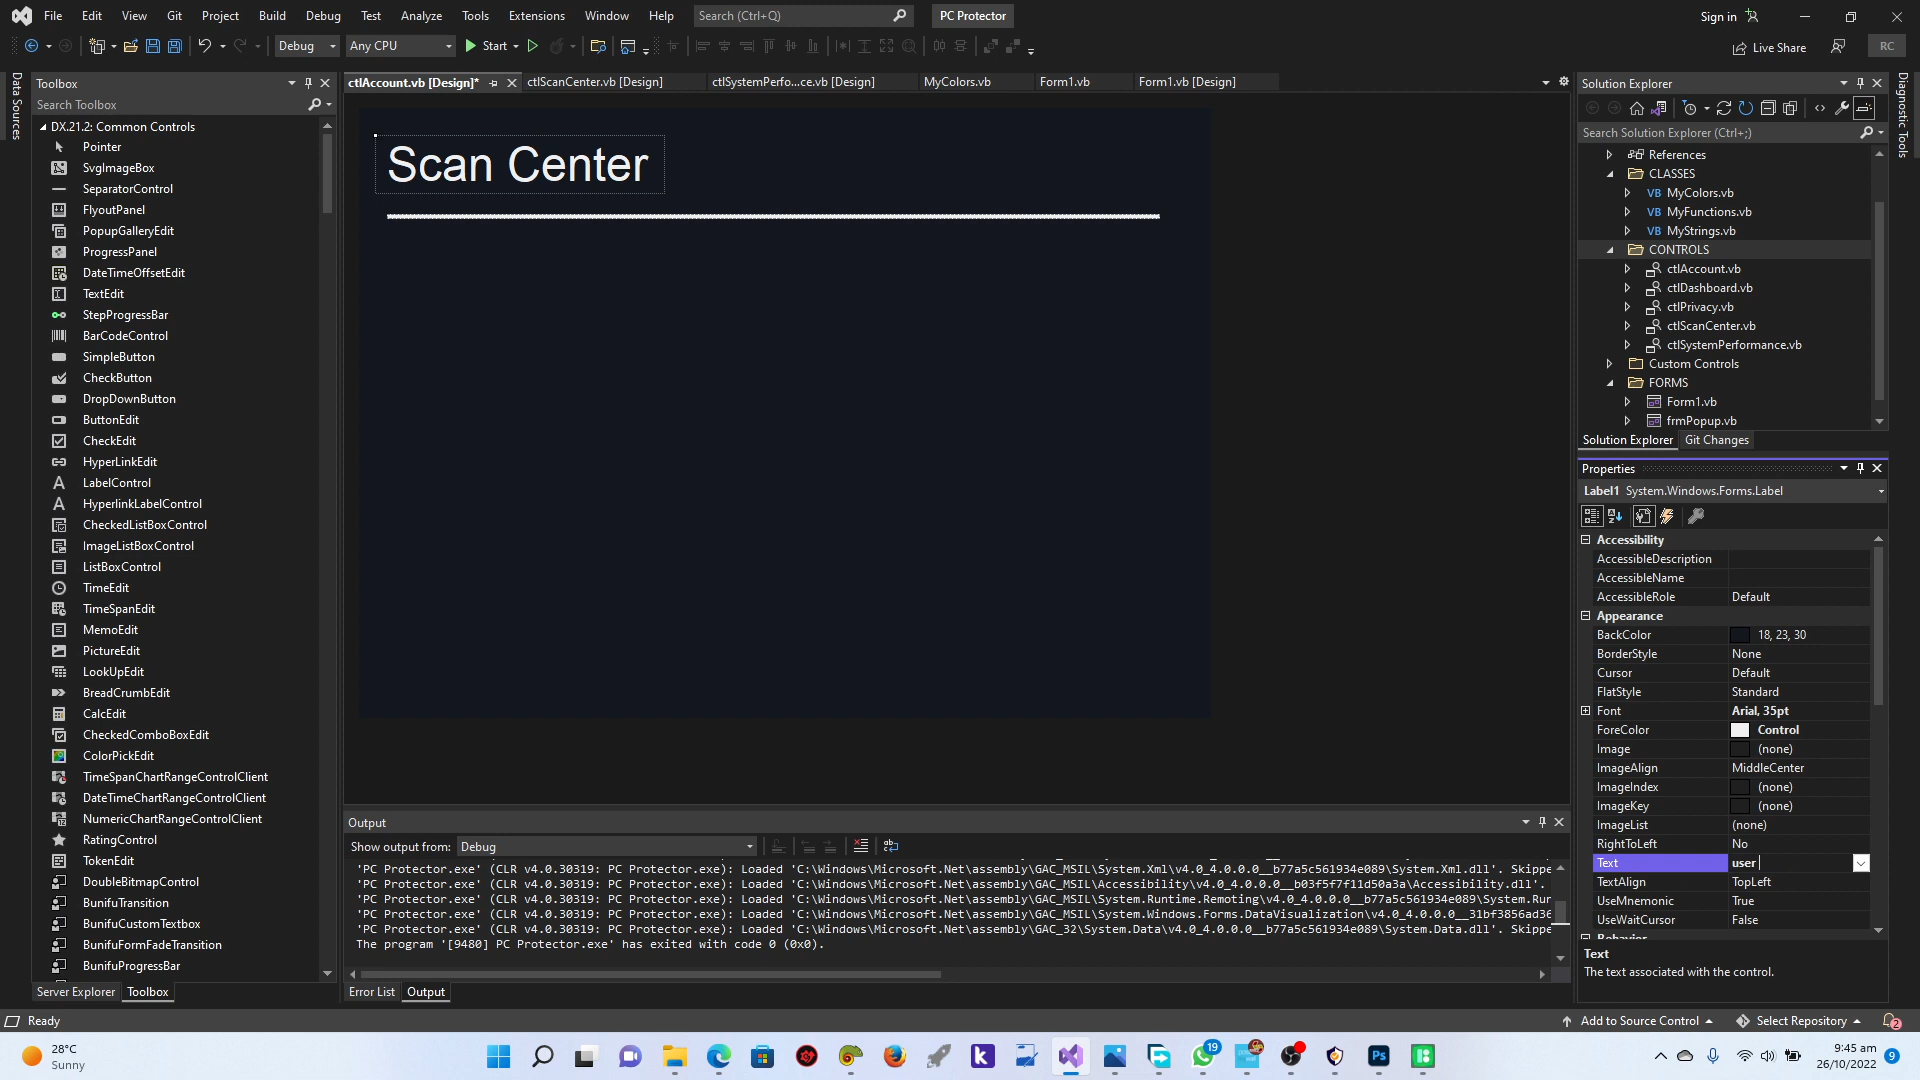 File Edit View Git Project Build Debug Test Analyze Tools Extensions Window Help Search (Ctrl+Q) PC Protector Sign in
Debug Any CPU Start Live Share RC
Data Sources
Toolbox
Search Toolbox
DX.21.2: Common Controls
Pointer
SvgImageBox
SeparatorControl
FlyoutPanel
PopupGalleryEdit
ProgressPanel
DateTimeOffsetEdit
TextEdit
StepProgressBar
BarCodeControl
SimpleButton
CheckButton
DropDownButton
ButtonEdit
CheckEdit
HyperLinkEdit
LabelControl
HyperlinkLabelControl
CheckedListBoxControl
ImageListBoxControl
ListBoxControl
TimeEdit
TimeSpanEdit
MemoEdit
PictureEdit
LookUpEdit
BreadCrumbEdit
CalcEdit
CheckedComboBoxEdit
ColorPickEdit
TimeSpanChartRangeControlClient
DateTimeChartRangeControlClient
NumericChartRangeControlClient
RatingControl
TokenEdit
DoubleBitmapControl
BunifuTransition
BunifuCustomTextbox
BunifuFormFadeTransition
BunifuProgressBar
Server Explorer Toolbox
ctlAccount.vb [Design]* ctlScanCenter.vb [Design] ctlSystemPerfo...ce.vb [Design] MyColors.vb Form1.vb Form1.vb [Design]
Scan Center
Output
Show output from: Debug
'PC Protector.exe' (CLR v4.0.30319: PC Protector.exe): Loaded 'C:\Windows\Microsoft.Net\assembly\GAC_MSIL\System.Xml\v4.0_4.0.0.0__b77a5c561934e089\System.Xml.dll'. Skippe
'PC Protector.exe' (CLR v4.0.30319: PC Protector.exe): Loaded 'C:\Windows\Microsoft.Net\assembly\GAC_MSIL\Accessibility\v4.0_4.0.0.0__b03f5f7f11d50a3a\Accessibility.dll'.
'PC Protector.exe' (CLR v4.0.30319: PC Protector.exe): Loaded 'C:\Windows\Microsoft.Net\assembly\GAC_MSIL\System.Runtime.Remoting\v4.0_4.0.0.0__b77a5c561934e089\System.Run
'PC Protector.exe' (CLR v4.0.30319: PC Protector.exe): Loaded 'C:\Windows\Microsoft.Net\assembly\GAC_MSIL\System.Windows.Forms.DataVisualization\v4.0_4.0.0.0__31bf3856ad36
'PC Protector.exe' (CLR v4.0.30319: PC Protector.exe): Loaded 'C:\Windows\Microsoft.Net\assembly\GAC_32\System.Data\v4.0_4.0.0.0__b77a5c561934e089\System.Data.dll'. Skippe
The program '[9480] PC Protector.exe' has exited with code 0 (0x0).
Error List Output
Solution Explorer
Search Solution Explorer (Ctrl+;)
References
CLASSES
VB MyColors.vb
VB MyFunctions.vb
VB MyStrings.vb
CONTROLS
ctlAccount.vb
ctlDashboard.vb
ctlPrivacy.vb
ctlScanCenter.vb
ctlSystemPerformance.vb
Custom Controls
FORMS
Form1.vb
frmPopup.vb
Solution Explorer Git Changes
Diagnostic Tools
Properties
Label1 System.Windows.Forms.Label
Accessibility
AccessibleDescription
AccessibleName
AccessibleRole Default
Appearance
BackColor 18, 23, 30
BorderStyle None
Cursor Default
FlatStyle Standard
Font Arial, 35pt
ForeColor Control
Image (none)
ImageAlign MiddleCenter
ImageIndex (none)
ImageKey (none)
ImageList (none)
RightToLeft No
Text user
TextAlign TopLeft
UseMnemonic True
UseWaitCursor False
Behavior
Text
The text associated with the control.
Ready Add to Source Control Select Repository 2
28°C
Sunny
k
19
Ps
9:45 am
26/10/2022
9